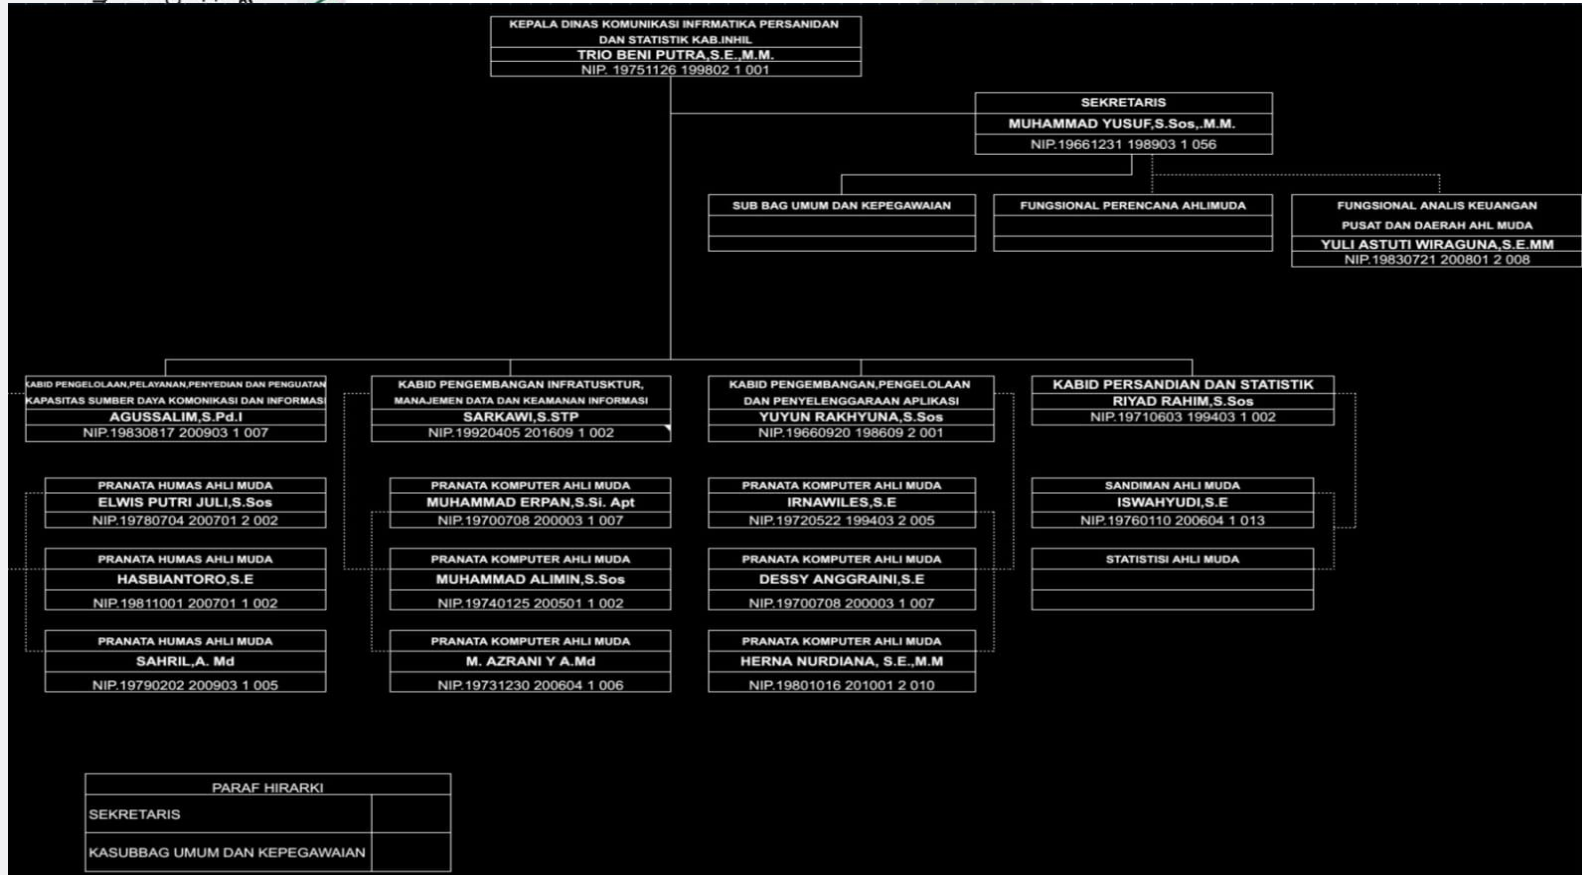 KEPALA DINAS KOMUNIKASI INFRMATIKA PERSANIDAN
DAN STATISTIK KAB.INHIL
TRIO BENI PUTRA,S.E.,M.M.
NIP. 19751126 199802 1 001
SEKRETARIS
MUHAMMAD YUSUF,S.Sos,.M.M.
NIP.19661231 198903 1 056
SUB BAG UMUM DAN KEPEGAWAIAN
FUNGSIONAL PERENCANA AHLIMUDA
FUNGSIONAL ANALIS KEUANGAN
PUSAT DAN DAERAH AHL MUDA
YULI ASTUTI WIRAGUNA,S.E.MM
NIP.19830721 200801 2 008
KABID PENGELOLAAN,PELAYANAN,PENYEDIAN DAN PENGUATAN
KAPASITAS SUMBER DAYA KOMONIKASI DAN INFORMASI
AGUSSALIM,S.Pd.I
NIP.19830817 200903 1 007
KABID PENGEMBANGAN INFRATUSKTUR,
MANAJEMEN DATA DAN KEAMANAN INFORMASI
SARKAWI,S.STP
NIP.19920405 201609 1 002
KABID PENGEMBANGAN,PENGELOLAAN
DAN PENYELENGGARAAN APLIKASI
YUYUN RAKHYUNA,S.Sos
NIP.19660920 198609 2 001
KABID PERSANDIAN DAN STATISTIK
RIYAD RAHIM,S.Sos
NIP.19710603 199403 1 002
PRANATA HUMAS AHLI MUDA
ELWIS PUTRI JULI,S.Sos
NIP.19780704 200701 2 002
PRANATA KOMPUTER AHLI MUDA
MUHAMMAD ERPAN,S.Si. Apt
NIP.19700708 200003 1 007
PRANATA KOMPUTER AHLI MUDA
IRNAWILES,S.E
NIP.19720522 199403 2 005
SANDIMAN AHLI MUDA
ISWAHYUDI,S.E
NIP.19760110 200604 1 013
PRANATA HUMAS AHLI MUDA
HASBIANTORO,S.E
NIP.19811001 200701 1 002
PRANATA KOMPUTER AHLI MUDA
MUHAMMAD ALIMIN,S.Sos
NIP.19740125 200501 1 002
PRANATA KOMPUTER AHLI MUDA
DESSY ANGGRAINI,S.E
NIP.19700708 200003 1 007
STATISTISI AHLI MUDA
PRANATA HUMAS AHLI MUDA
SAHRIL,A. Md
NIP.19790202 200903 1 005
PRANATA KOMPUTER AHLI MUDA
M. AZRANI Y A.Md
NIP.19731230 200604 1 006
PRANATA KOMPUTER AHLI MUDA
HERNA NURDIANA, S.E.,M.M
NIP.19801016 201001 2 010
PARAF HIRARKI
SEKRETARIS
KASUBBAG UMUM DAN KEPEGAWAIAN